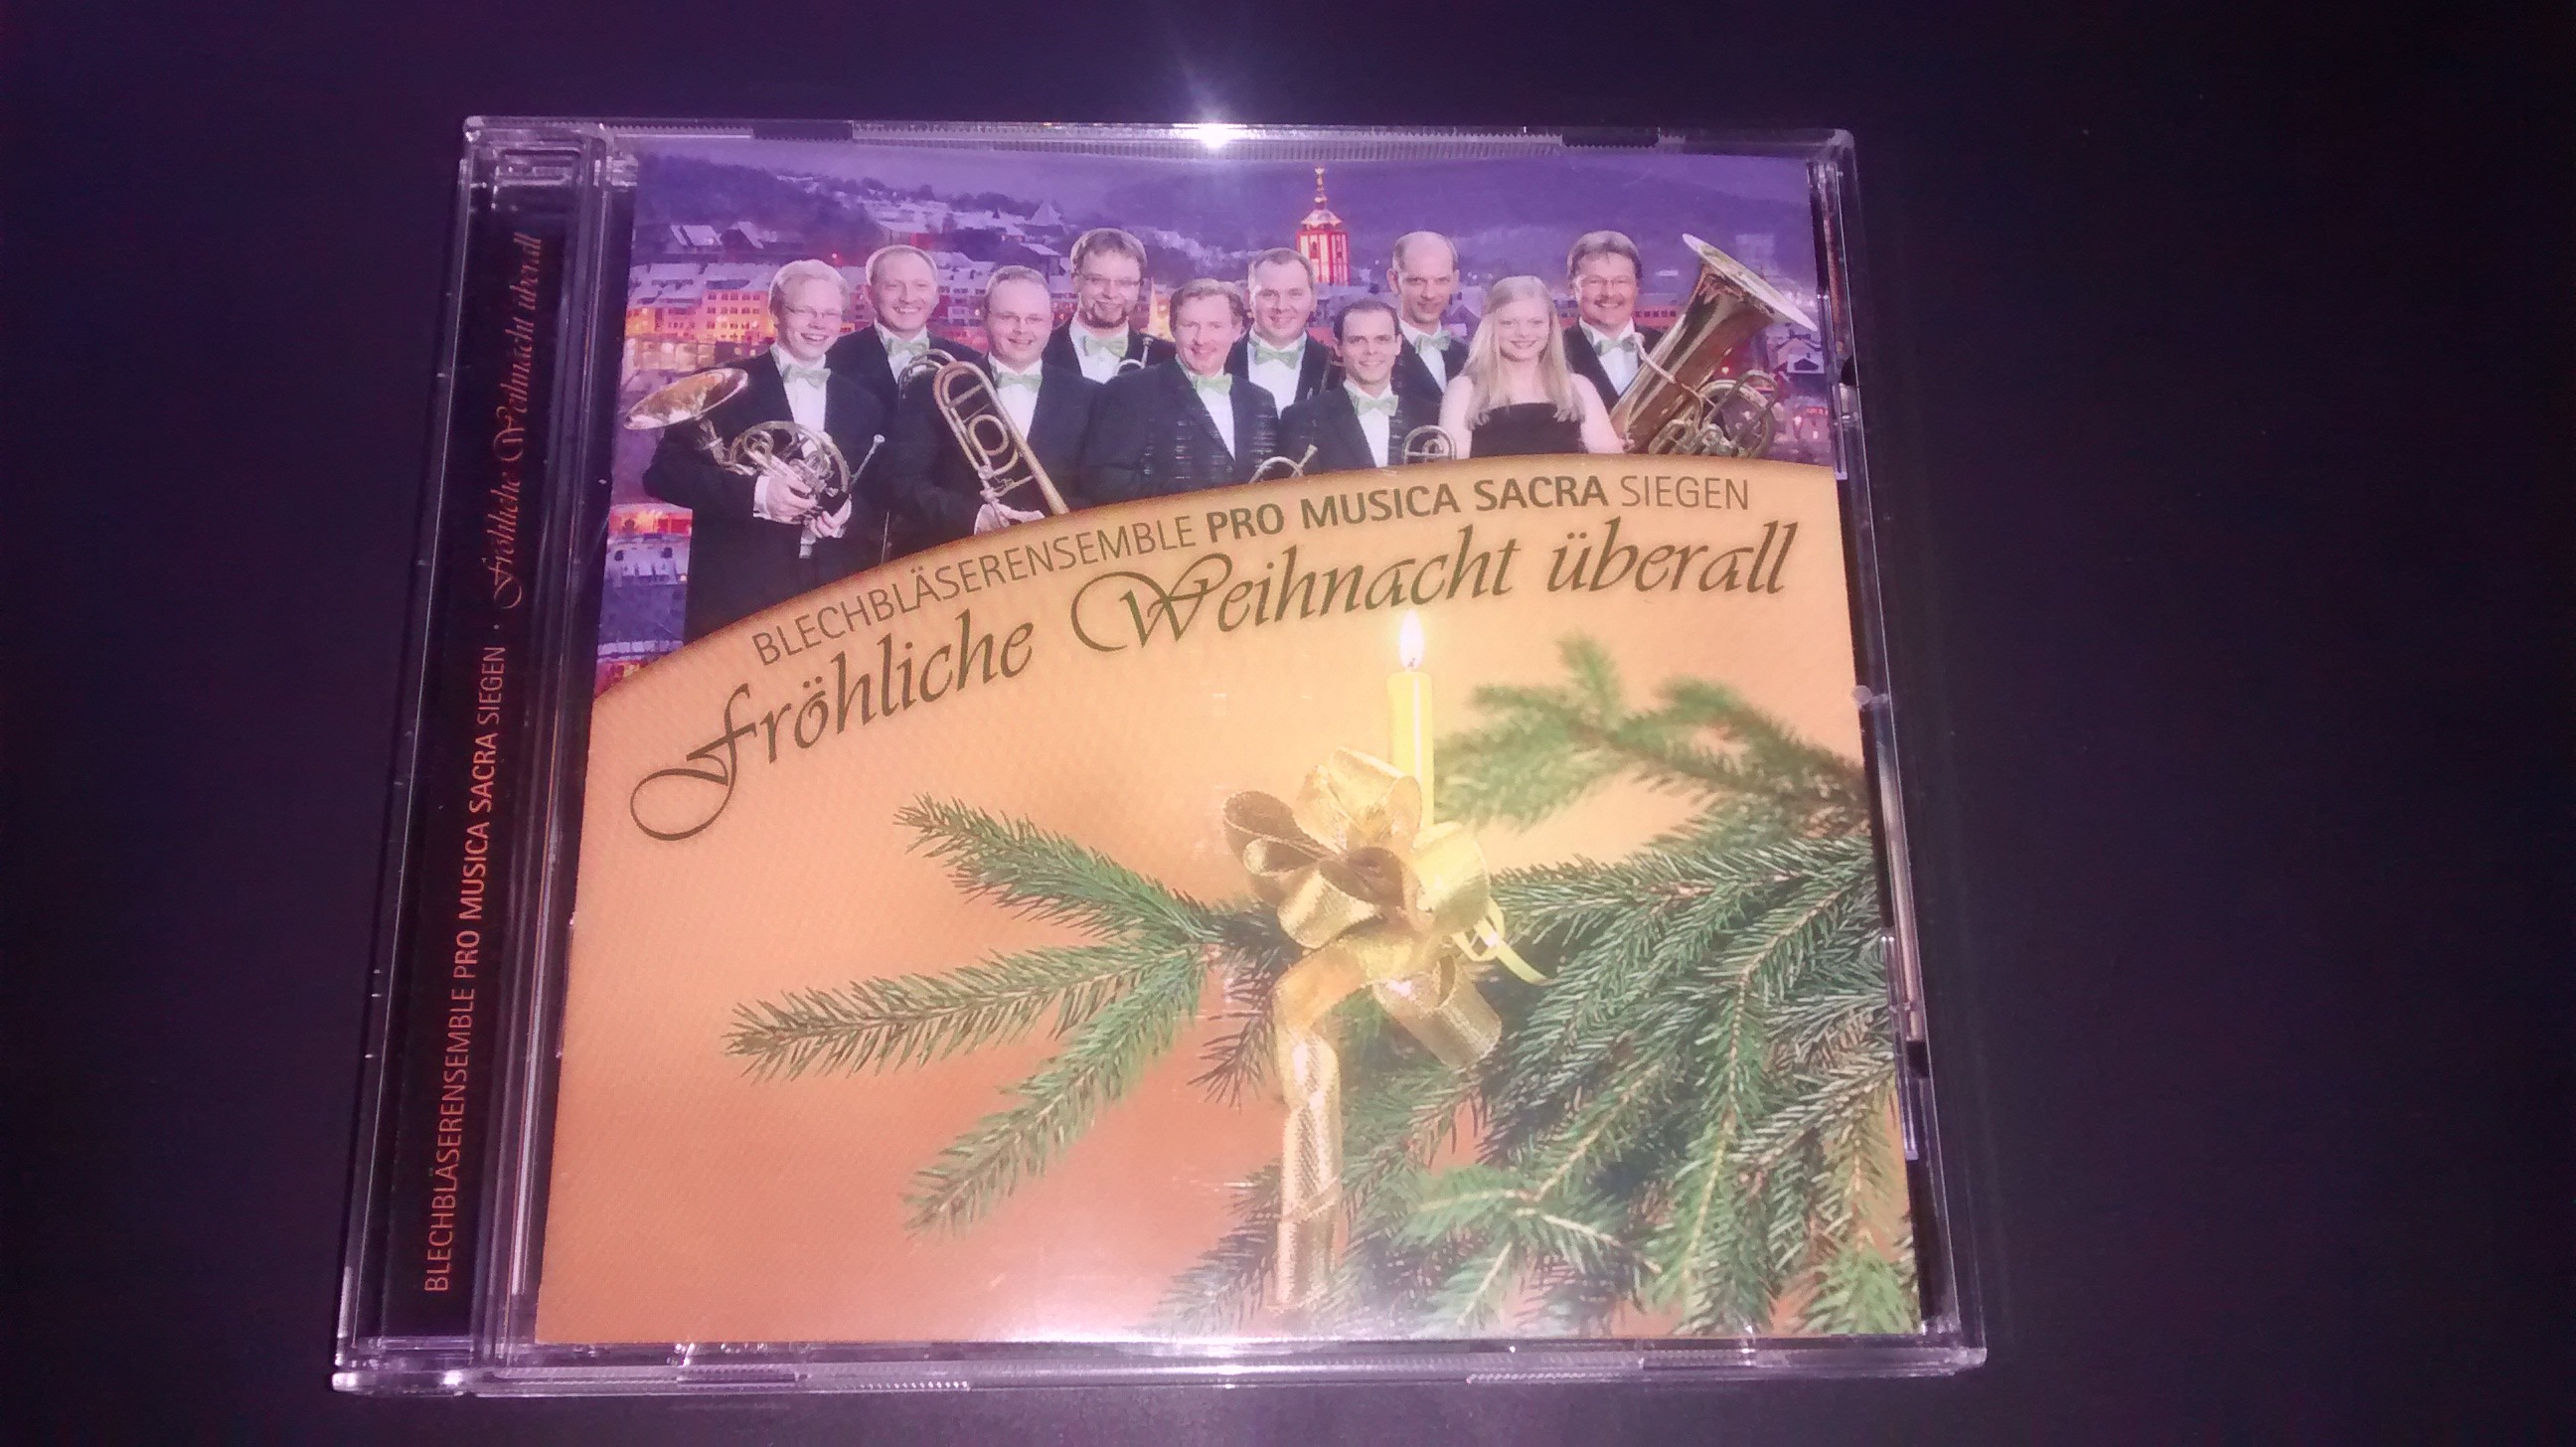 BLECHBLÄSERENSEMBLE PRO MUSICA SACRA SIEGEN
Fröhliche Weihnacht überall
BLECHBLÄSERENSEMBLE PRO MUSICA SACRA SIEGEN · Fröhliche Weihnacht überall